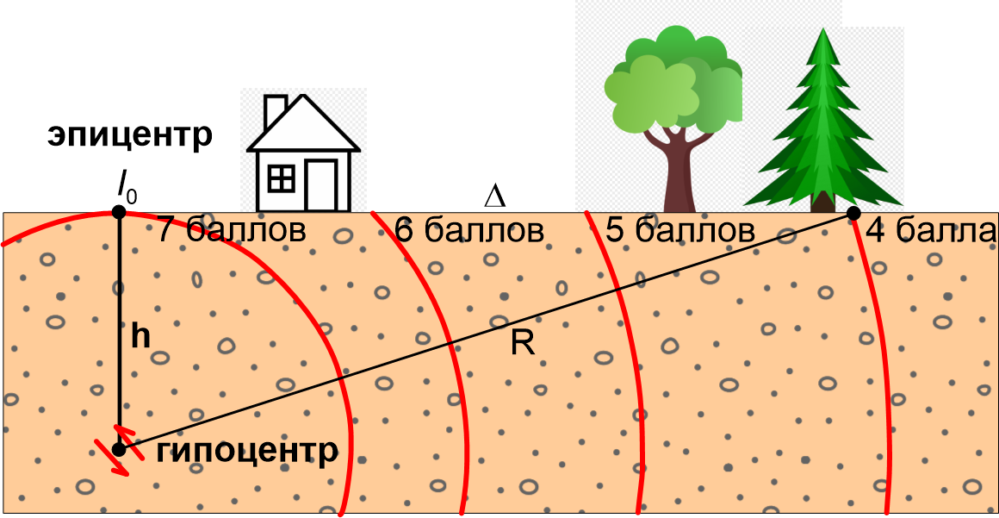 эпицентр
I₀
Δ
7 баллов
6 баллов
5 баллов
4 балла
h
R
гипоцентр